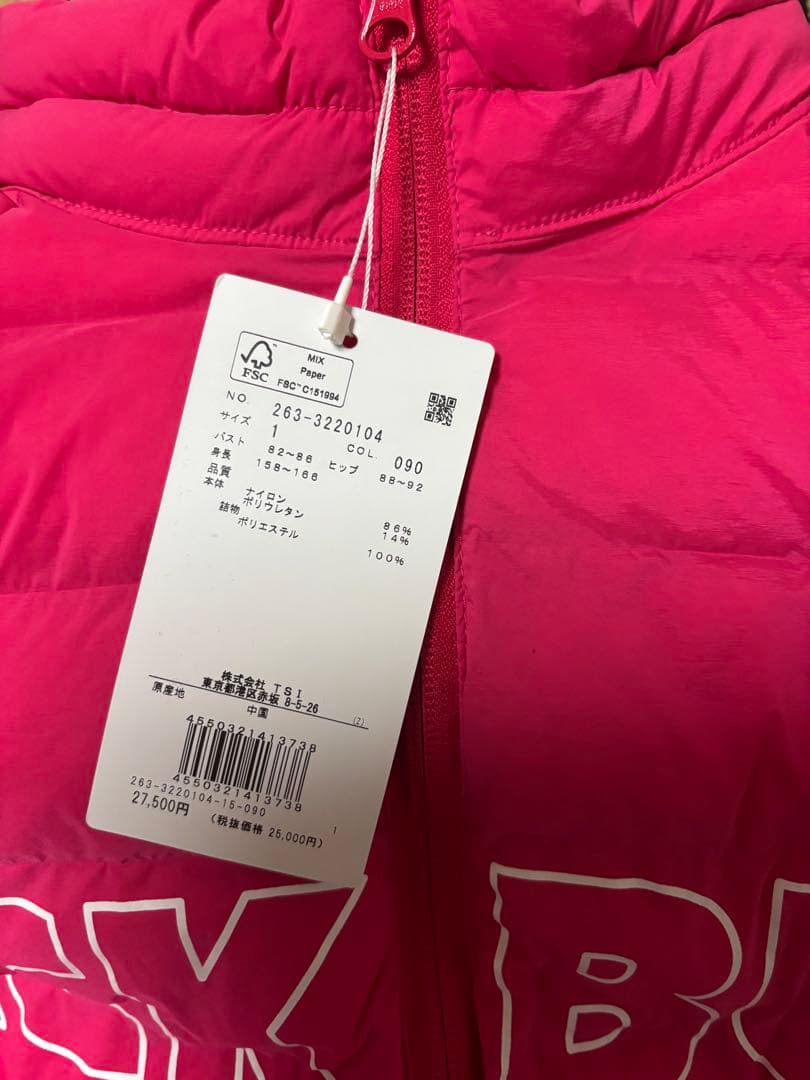 FSC
MIX
Paper
FSC™ C151994
NO. 263-3220104
サイズ 1 COL. 090
バスト 82〜86 ヒップ 88〜92
身長 158〜166
品質
本体 ナイロン 86%
ポリウレタン 14%
詰物 ポリエステル 100%
株式会社 TSI
東京都港区赤坂 8-5-26
原産地 中国 (Z)
4550321413738
4550321413738
263-3220104-15-090
27,500円 (税抜価格 25,000円) 1
CK B